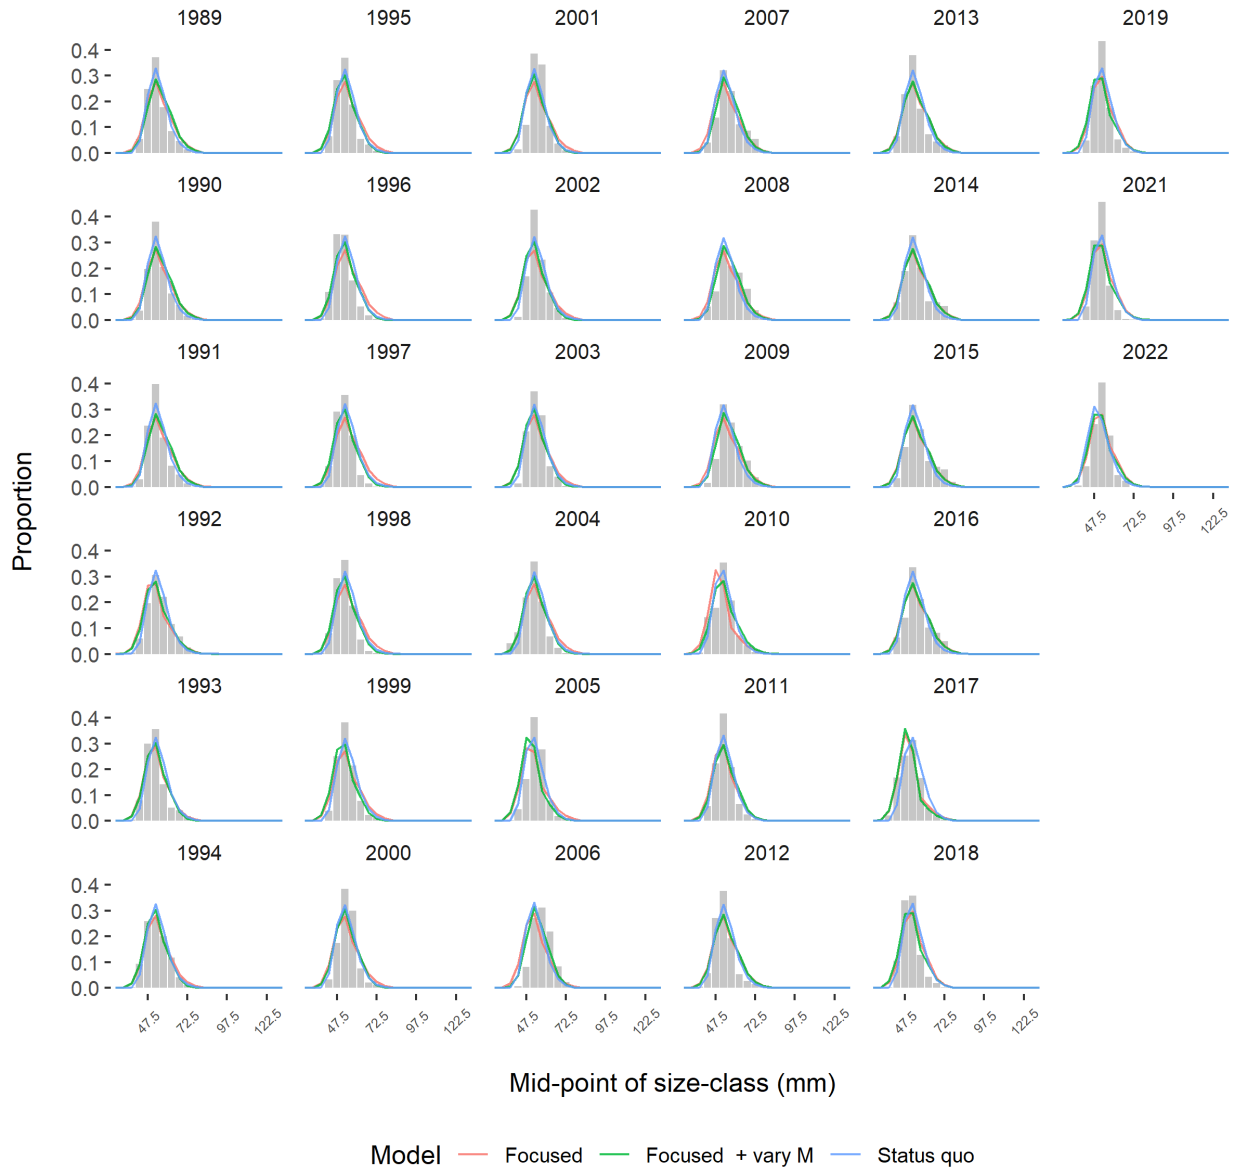 1989 1995 2001 2007 2013 2019
0.4
0.3
0.2
0.1
0.0
1990 1996 2002 2008 2014 2021
0.4
0.3
0.2
0.1
0.0
1991 1997 2003 2009 2015 2022
0.4
0.3
0.2
0.1
0.0
47.5 72.5 97.5 122.5
1992 1998 2004 2010 2016
0.4
0.3
0.2
0.1
0.0
1993 1999 2005 2011 2017
0.4
0.3
0.2
0.1
0.0
1994 2000 2006 2012 2018
0.4
0.3
0.2
0.1
0.0
47.5 72.5 97.5 122.5 47.5 72.5 97.5 122.5 47.5 72.5 97.5 122.5 47.5 72.5 97.5 122.5 47.5 72.5 97.5 122.5
Proportion
Mid-point of size-class (mm)
Model Focused Focused + vary M Status quo